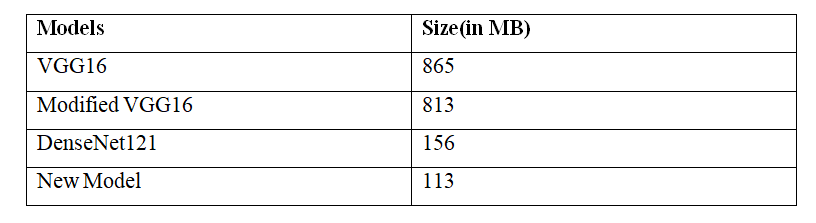 Models Size(in MB)
VGG16 865
Modified VGG16 813
DenseNet121 156
New Model 113